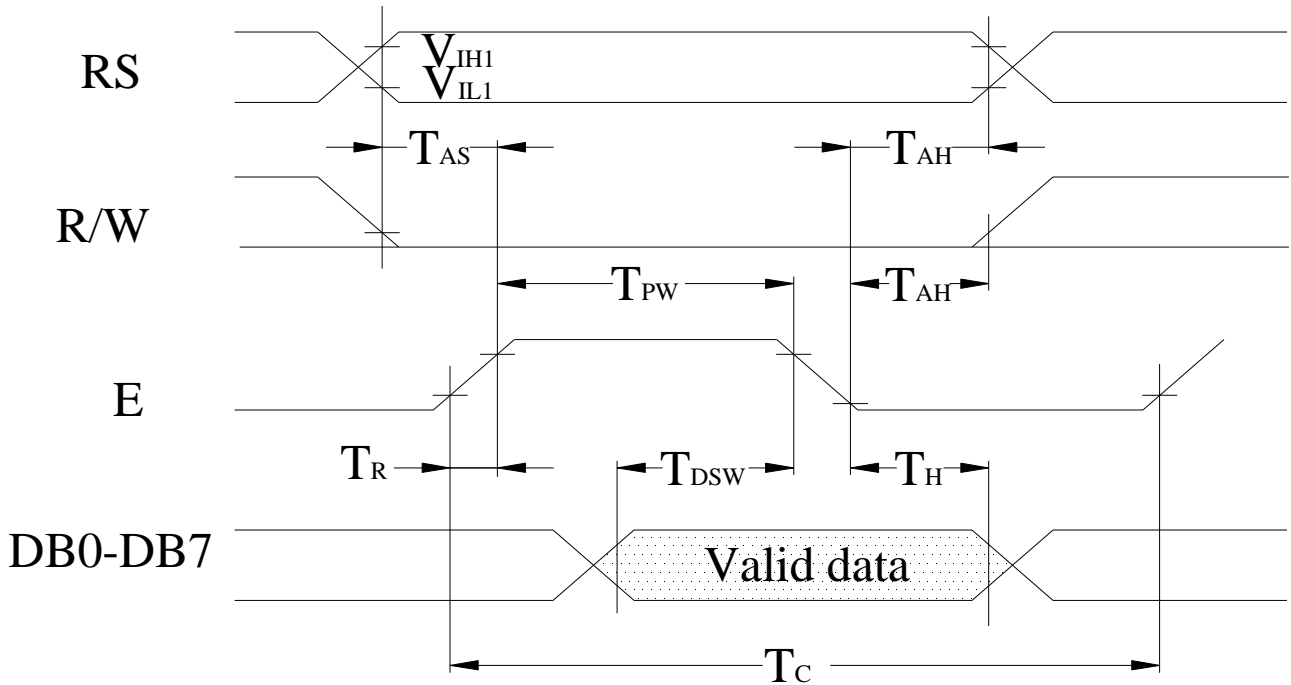 RS
VIH1
VIL1
TAS
TAH
R/W
TPW
TAH
E
TR
TDSW
TH
DB0-DB7
Valid data
TC